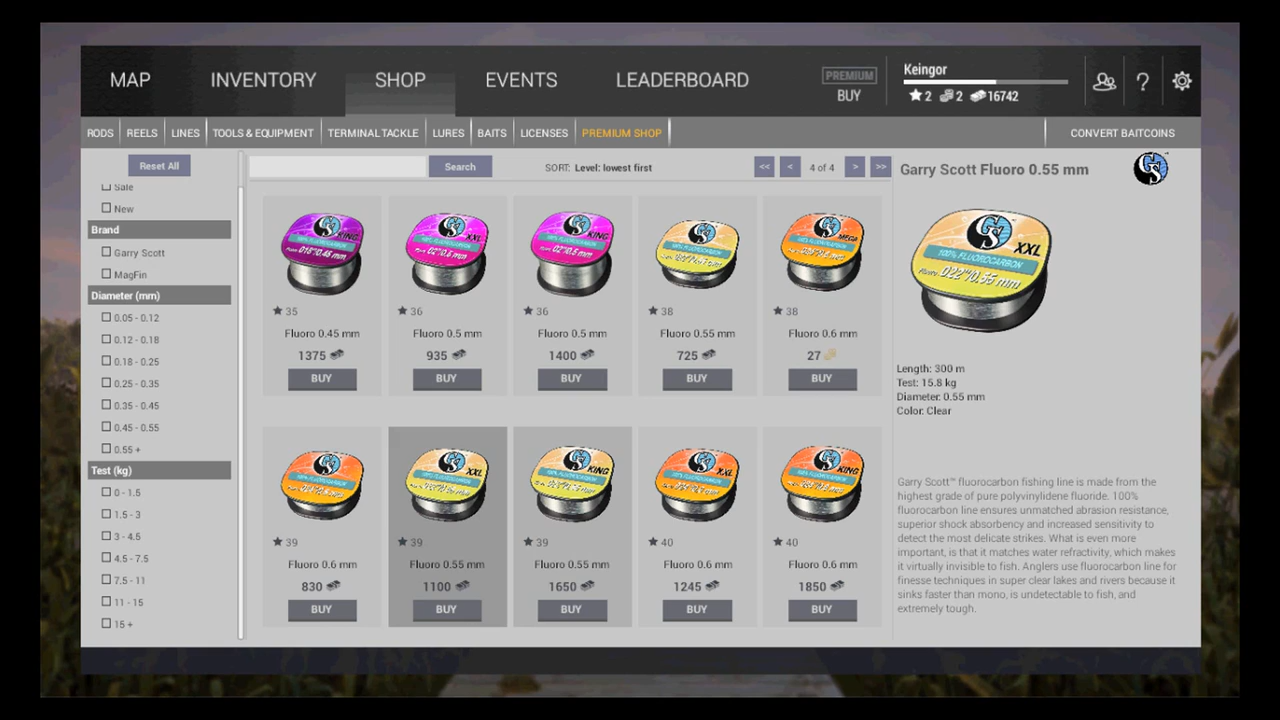 MAP INVENTORY SHOP EVENTS LEADERBOARD
PREMIUM
BUY
Keingor
2 2 16742
?
RODS REELS LINES TOOLS & EQUIPMENT TERMINAL TACKLE LURES BAITS LICENSES PREMIUM SHOP CONVERT BAITCOINS
Reset All
Search
SORT: Level: lowest first
<< < 4 of 4 > >>
Sale
New
Brand
Garry Scott
MagFin
Diameter (mm)
0.05 - 0.12
0.12 - 0.18
0.18 - 0.25
0.25 - 0.35
0.35 - 0.45
0.45 - 0.55
0.55 +
Test (kg)
0 - 1.5
1.5 - 3
3 - 4.5
4.5 - 7.5
7.5 - 11
11 - 15
15 +
KING XXL KING MEGA
35 36 36 38 38
Fluoro 0.45 mm Fluoro 0.5 mm Fluoro 0.5 mm Fluoro 0.55 mm Fluoro 0.6 mm
1375 935 1400 725 27
BUY BUY BUY BUY BUY
XXL KING XXL KING
39 39 39 40 40
Fluoro 0.6 mm Fluoro 0.55 mm Fluoro 0.55 mm Fluoro 0.6 mm Fluoro 0.6 mm
830 1100 1650 1245 1850
BUY BUY BUY BUY BUY
Garry Scott Fluoro 0.55 mm
GS
XXL
100% FLUOROCARBON
Fluoro .022"/0.55 mm
Length: 300 m
Test: 15.8 kg
Diameter: 0.55 mm
Color: Clear
Garry Scott™ fluorocarbon fishing line is made from the
highest grade of pure polyvinylidene fluoride. 100%
fluorocarbon line ensures unmatched abrasion resistance,
superior shock absorbency and increased sensitivity to
detect the most delicate strikes. What is even more
important, is that it matches water refractivity, which makes
it virtually invisible to fish. Anglers use fluorocarbon line for
finesse techniques in super clear lakes and rivers because it
sinks faster than mono, is undetectable to fish, and
extremely tough.